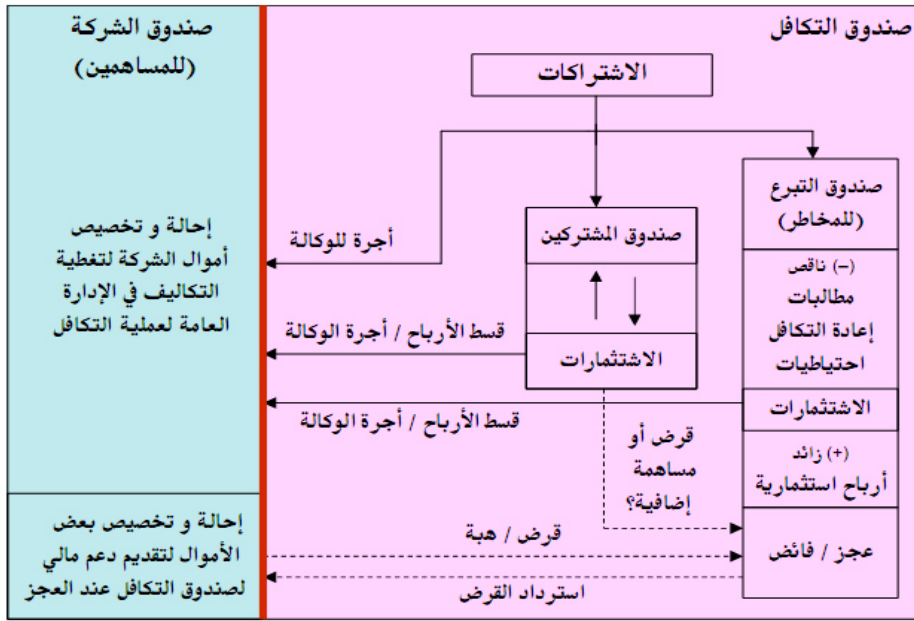 صندوق التكافل
صندوق الشركة
(للمساهمين)
الاشتراكات
صندوق التبرع
(للمخاطر)
صندوق المشتركين
أجرة للوكالة
إحالة و تخصيص
أموال الشركة لتغطية
التكاليف في الإدارة
العامة لعملية التكافل
(–) ناقص
مطالبات
إعادة التكافل
احتياطيات
قسط الأرباح / أجرة الوكالة
الاشتثمارات
الاشتثمارات
قسط الأرباح / أجرة الوكالة
قرض أو
مساهمة
إضافية؟
(+) زائد
أرباح استثمارية
إحالة و تخصيص بعض
الأموال لتقديم دعم مالي
لصندوق التكافل عند العجز
قرض / هبة
عجز / فائض
استرداد القرض